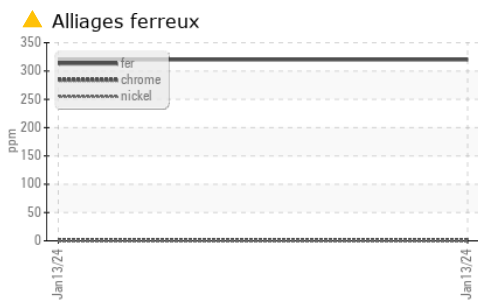 Alliages ferreux
350
300
250
200
150
100
50
0
ppm
fer
chrome
nickel
Jan13/24
Jan13/24